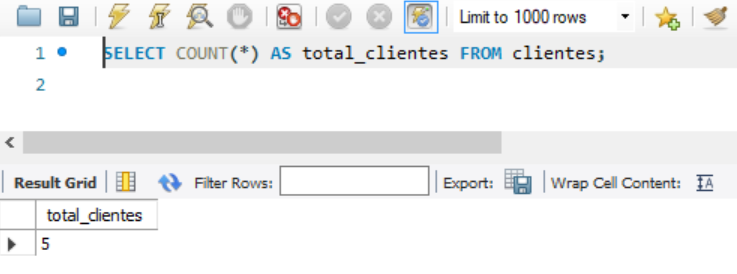 Limit to 1000 rows
1 SELECT COUNT(*) AS total_clientes FROM clientes;
2
Result Grid Filter Rows: Export: Wrap Cell Content: IA
total_clientes
5